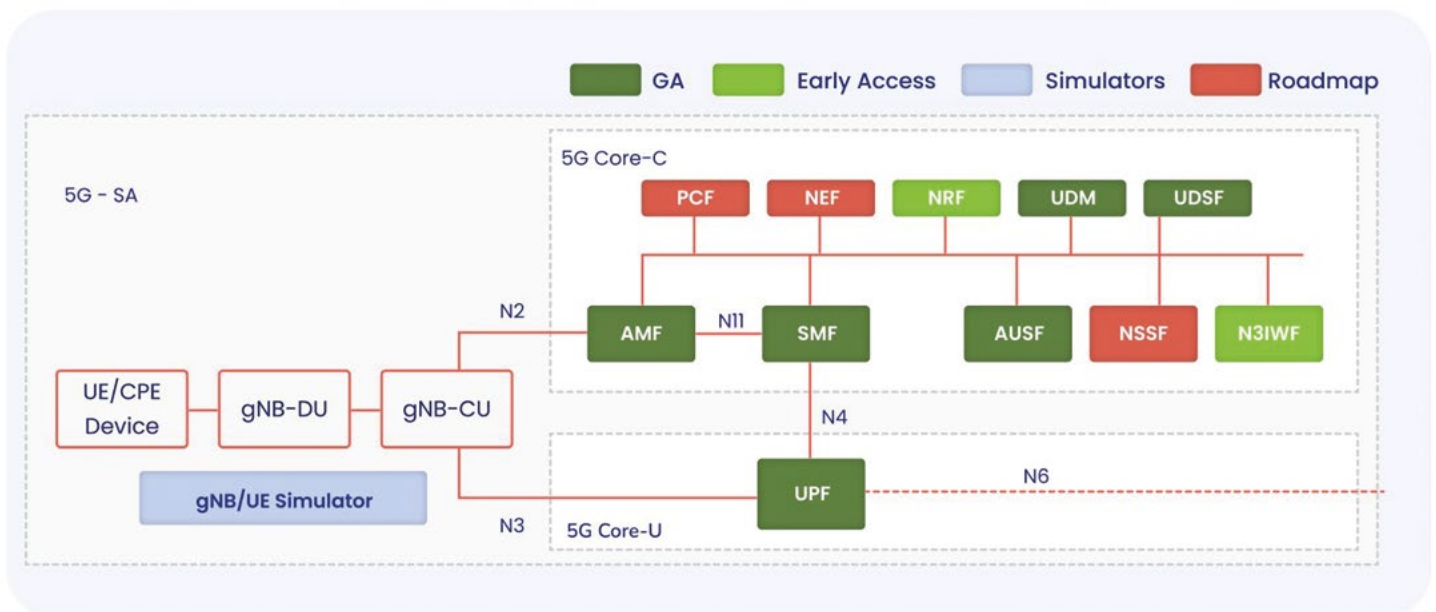 GA
Early Access
Simulators
Roadmap
5G Core-C
5G - SA
PCF
NEF
NRF
UDM
UDSF
N2
AMF
N11
SMF
AUSF
NSSF
N3IWF
UE/CPE
Device
gNB-DU
gNB-CU
N4
gNB/UE Simulator
UPF
N6
N3
5G Core-U